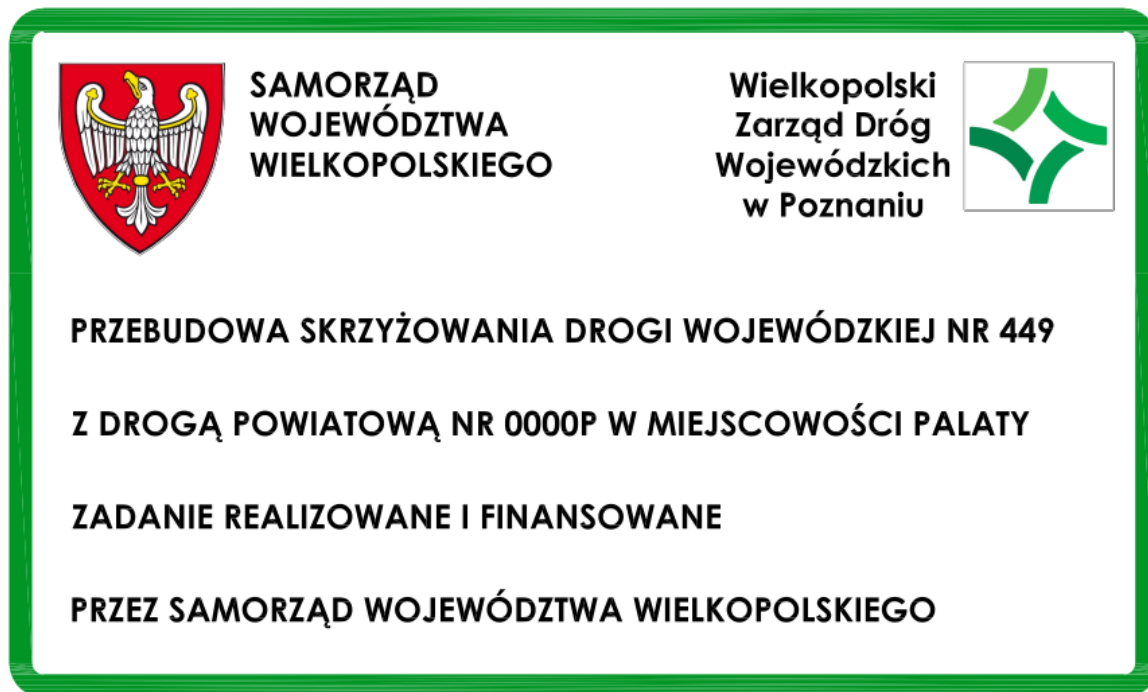 SAMORZĄD
WOJEWÓDZTWA
WIELKOPOLSKIEGO
Wielkopolski
Zarząd Dróg
Wojewódzkich
w Poznaniu
PRZEBUDOWA SKRZYŻOWANIA DROGI WOJEWÓDZKIEJ NR 449
Z DROGĄ POWIATOWĄ NR 0000P W MIEJSCOWOŚCI PALATY
ZADANIE REALIZOWANE I FINANSOWANE
PRZEZ SAMORZĄD WOJEWÓDZTWA WIELKOPOLSKIEGO